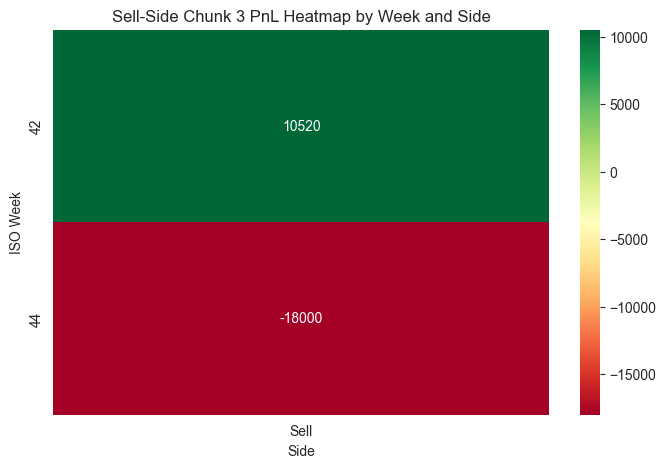 Sell-Side Chunk 3 PnL Heatmap by Week and Side
ISO Week
42
44
10520
-18000
Sell
Side
10000
5000
0
−5000
−10000
−15000